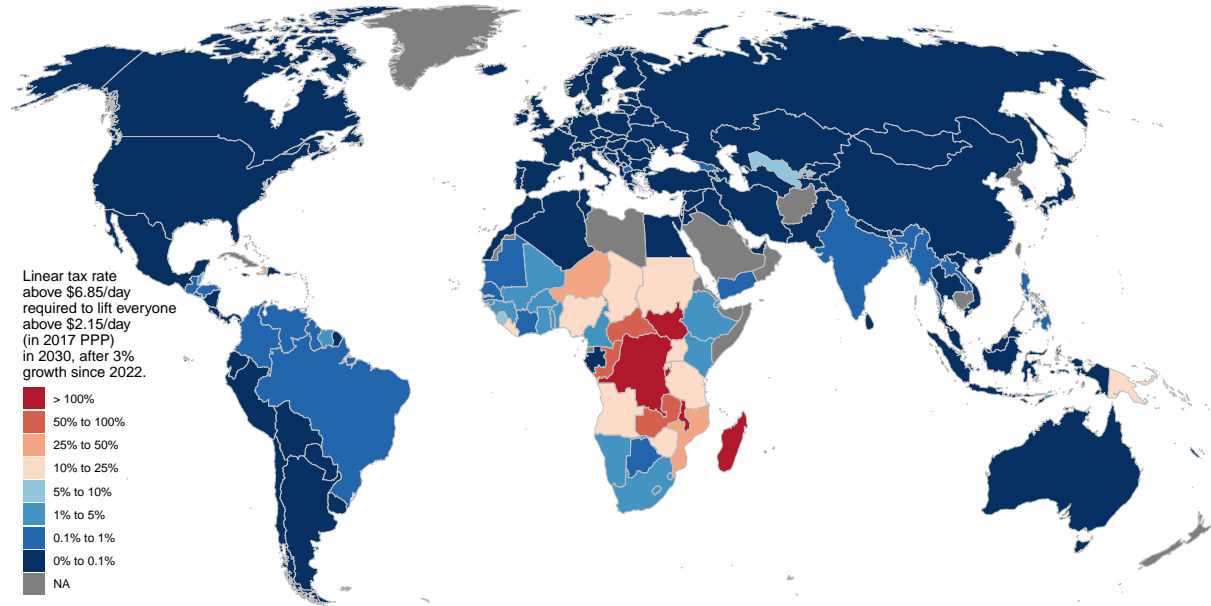 Linear tax rate
above $6.85/day
required to lift everyone
above $2.15/day
(in 2017 PPP)
in 2030, after 3%
growth since 2022.
> 100%
50% to 100%
25% to 50%
10% to 25%
5% to 10%
1% to 5%
0.1% to 1%
0% to 0.1%
NA